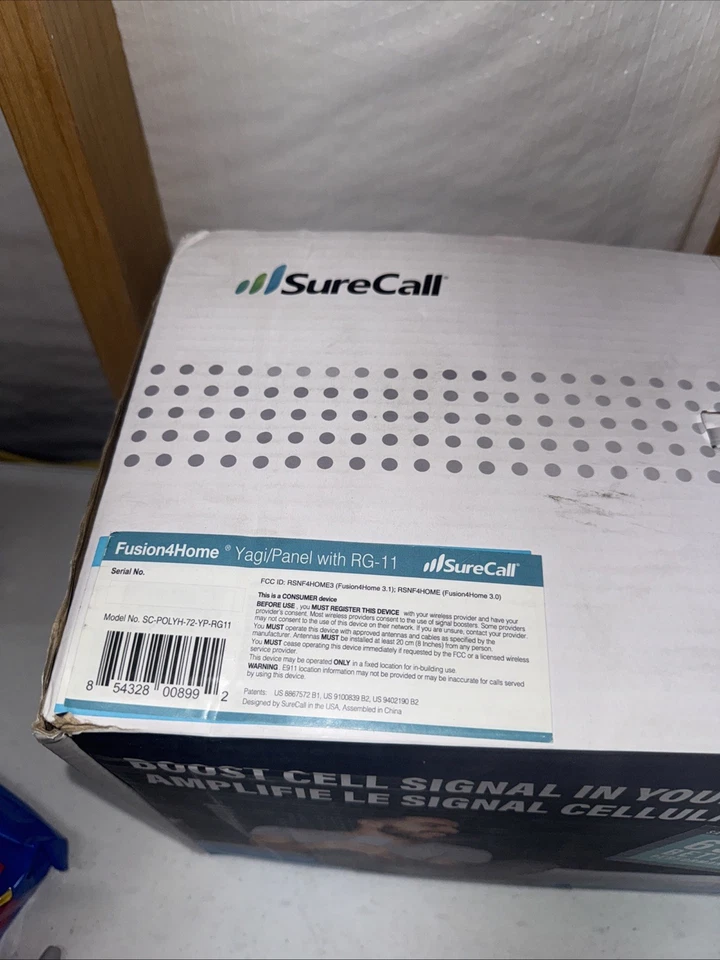 SureCall
Fusion4Home® Yagi/Panel with RG-11 SureCall
Serial No.
FCC ID: RSNF4HOME3 (Fusion4Home 3.1); RSNF4HOME (Fusion4Home 3.0)
This is a CONSUMER device
BEFORE USE, you MUST REGISTER THIS DEVICE with your wireless provider and have your
provider's consent. Most wireless providers consent to the use of signal boosters. Some providers
may not consent to the use of this device on their network. If you are unsure, contact your provider.
You MUST operate this device with approved antennas and cables as specified by the
manufacturer. Antennas MUST be installed at least 20 cm (8 Inches) from any person.
You MUST cease operating this device immediately if requested by the FCC or a licensed wireless
service provider.
This device may be operated ONLY in a fixed location for in-building use.
WARNING. E911 location information may not be provided or may be inaccurate for calls served
by using this device.
Model No. SC-POLYH-72-YP-RG11
8 54328 00899 2
Patents: US 8867572 B1, US 9100839 B2, US 9402190 B2
Designed by SureCall in the USA, Assembled in China
BOOST CELL SIGNAL IN YOU
AMPLIFIE LE SIGNAL CELLULA